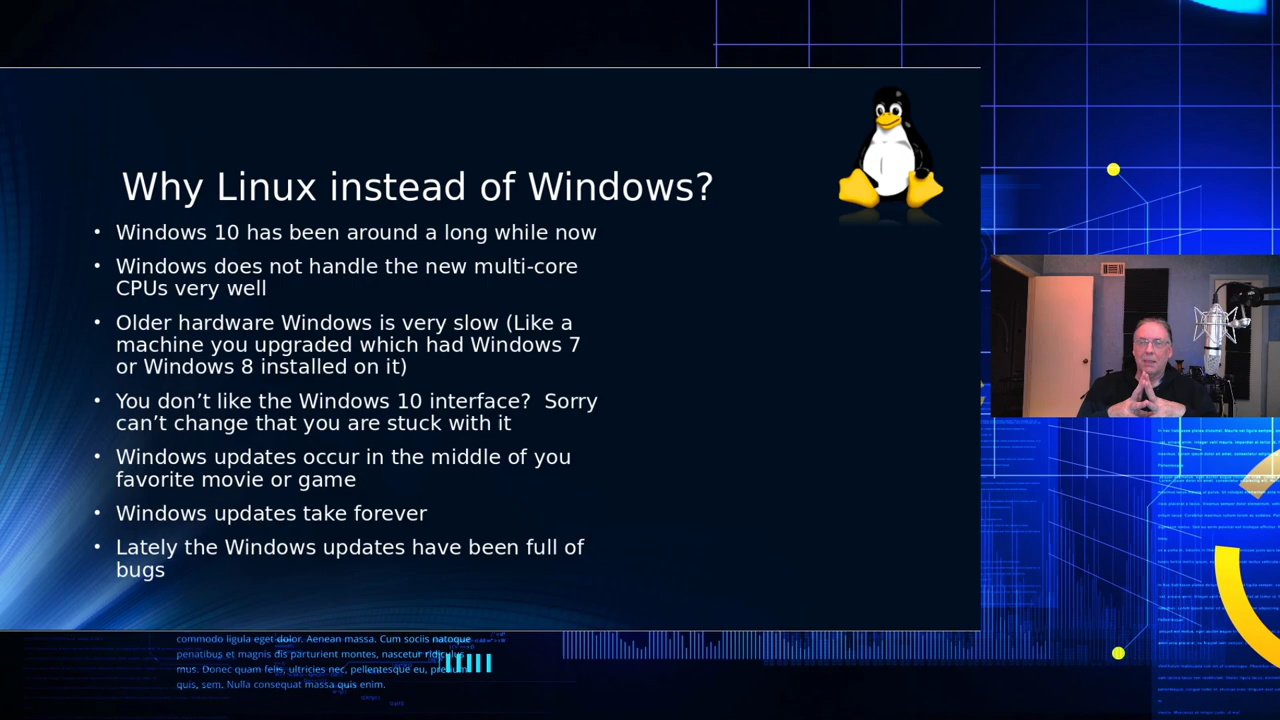 Why Linux instead of Windows?
• Windows 10 has been around a long while now
• Windows does not handle the new multi-core
CPUs very well
• Older hardware Windows is very slow (Like a
machine you upgraded which had Windows 7
or Windows 8 installed on it)
• You don’t like the Windows 10 interface?  Sorry
can’t change that you are stuck with it
• Windows updates occur in the middle of you
favorite movie or game
• Windows updates take forever
• Lately the Windows updates have been full of
bugs
commodo ligula eget dolor. Aenean massa. Cum sociis natoque
penatibus et magnis dis parturient montes, nascetur ridiculus
mus. Donec quam felis, ultricies nec, pellentesque eu, pretium
quis, sem. Nulla consequat massa quis enim.